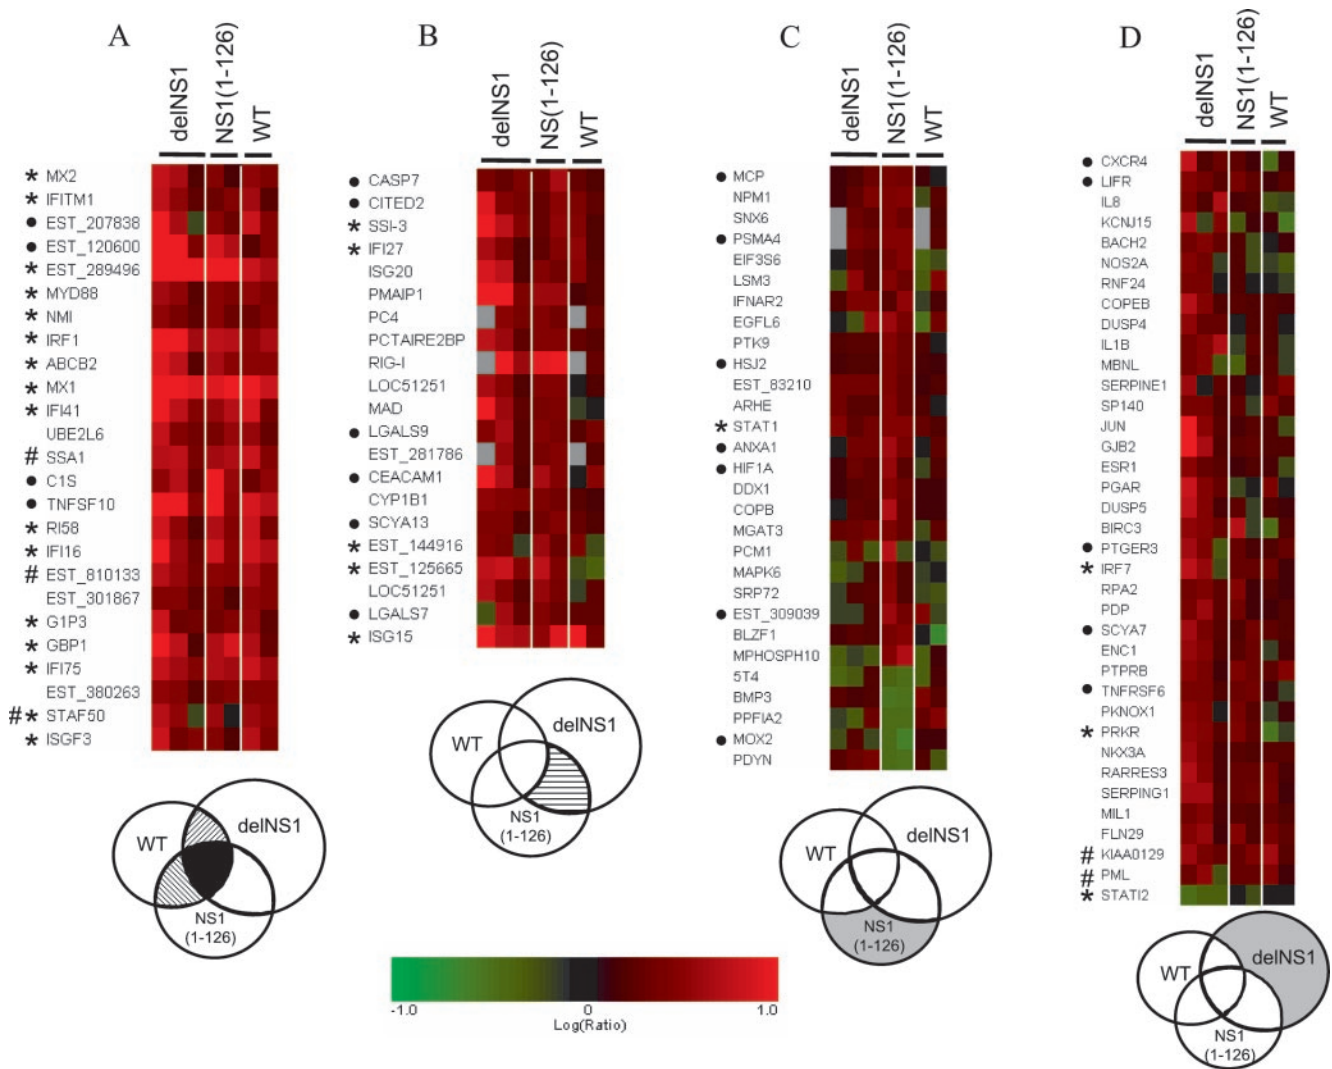 A
delNS1
NS1(1-126)
WT
* MX2
* IFITM1
● EST_207838
● EST_120600
* EST_289496
* MYD88
* NMI
* IRF1
* ABCB2
* MX1
* IFI41
UBE2L6
# SSA1
● C1S
● TNFSF10
* RI58
* IFI16
# EST_810133
EST_301867
* G1P3
* GBP1
* IFI75
EST_380263
#* STAF50
* ISGF3
WT
delNS1
NS1
(1-126)
B
delNS1
NS(1-126)
WT
● CASP7
● CITED2
* SSI-3
* IFI27
ISG20
PMAIP1
PC4
PCTAIRE2BP
RIG-I
LOC51251
MAD
● LGALS9
EST_281786
● CEACAM1
CYP1B1
● SCYA13
* EST_144916
* EST_125665
LOC51251
● LGALS7
* ISG15
WT
delNS1
NS1
(1-126)
C
delNS1
NS1(1-126)
WT
● MCP
NPM1
SNX6
● PSMA4
EIF3S6
LSM3
IFNAR2
EGFL6
PTK9
● HSJ2
EST_83210
ARHE
* STAT1
● ANXA1
● HIF1A
DDX1
COPB
MGAT3
PCM1
MAPK6
SRP72
● EST_309039
BLZF1
MPHOSPH10
5T4
BMP3
PPFIA2
● MOX2
PDYN
WT
delNS1
NS1
(1-126)
D
delNS1
NS1(1-126)
WT
● CXCR4
● LIFR
IL8
KCNJ15
BACH2
NOS2A
RNF24
COPEB
DUSP4
IL1B
MBNL
SERPINE1
SP140
JUN
GJB2
ESR1
PGAR
DUSP5
BIRC3
● PTGER3
* IRF7
RPA2
PDP
● SCYA7
ENC1
PTPRB
● TNFRSF6
PKNOX1
* PRKR
NKX3A
RARRES3
SERPING1
MIL1
FLN29
# KIAA0129
# PML
* STATI2
WT
delNS1
NS1
(1-126)
-1.0 0 1.0
Log(Ratio)